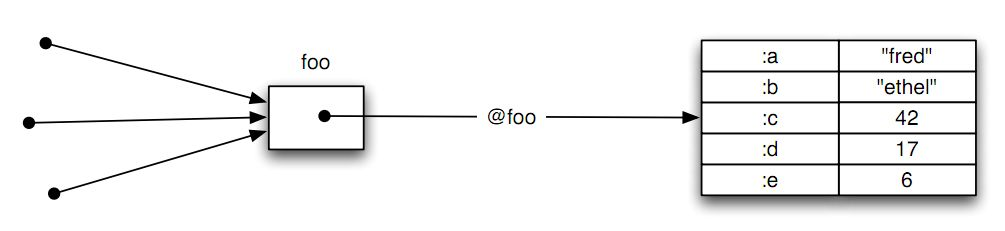 foo
@foo
:a "fred"
:b "ethel"
:c 42
:d 17
:e 6